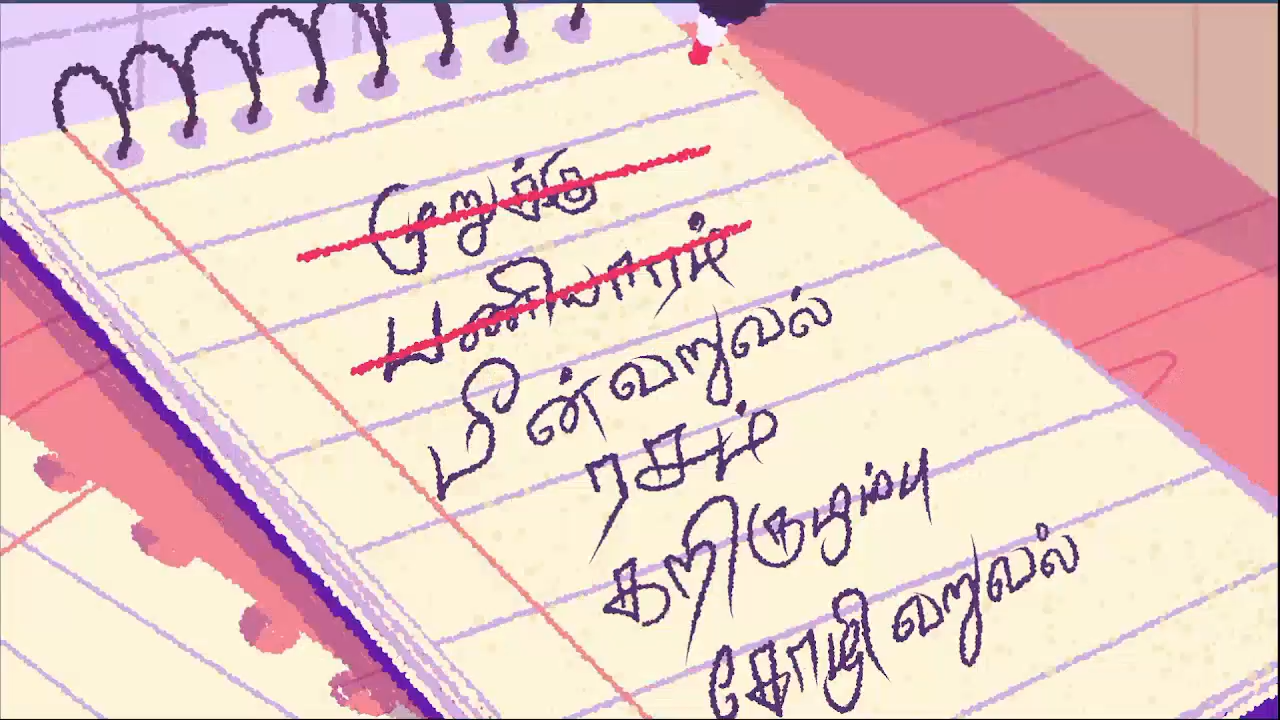 முறுக்கு
பணியாரம்
மீன் வறுவல்
ரசம்
கறி குழம்பு
கோழி வறுவல்